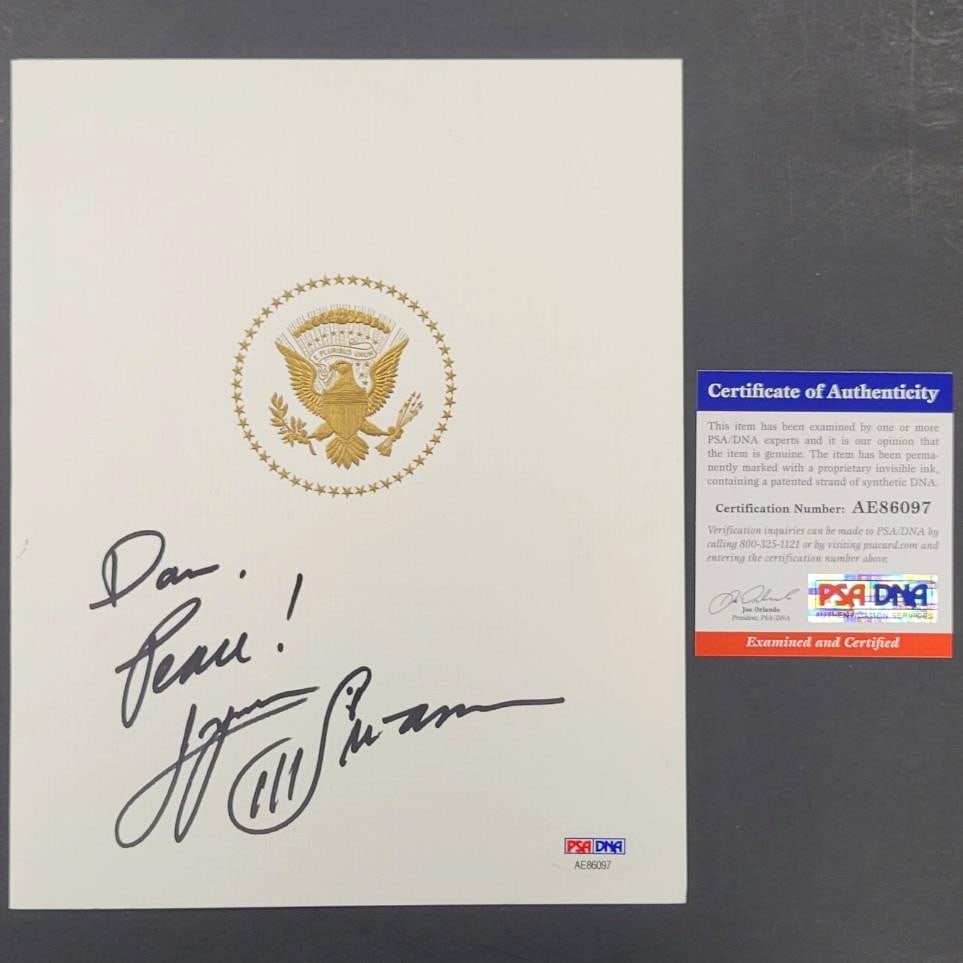 E PLURIBUS UNUM
Dan.
Peace!
PSA DNA
AE86097
Certificate of Authenticity
This item has been examined by one or more
PSA/DNA experts and it is our opinion that
the item is genuine. The item has been perma-
nently marked with a proprietary invisible ink,
containing a patented strand of synthetic DNA.
Certification Number: AE86097
Verification inquiries can be made to PSA/DNA by
calling 800-325-1121 or by visiting psacard.com and
entering the certification number above.
Joe Orlando
President, PSA/DNA
PSA DNA
AUTHENTICATION SERVICES
Examined and Certified